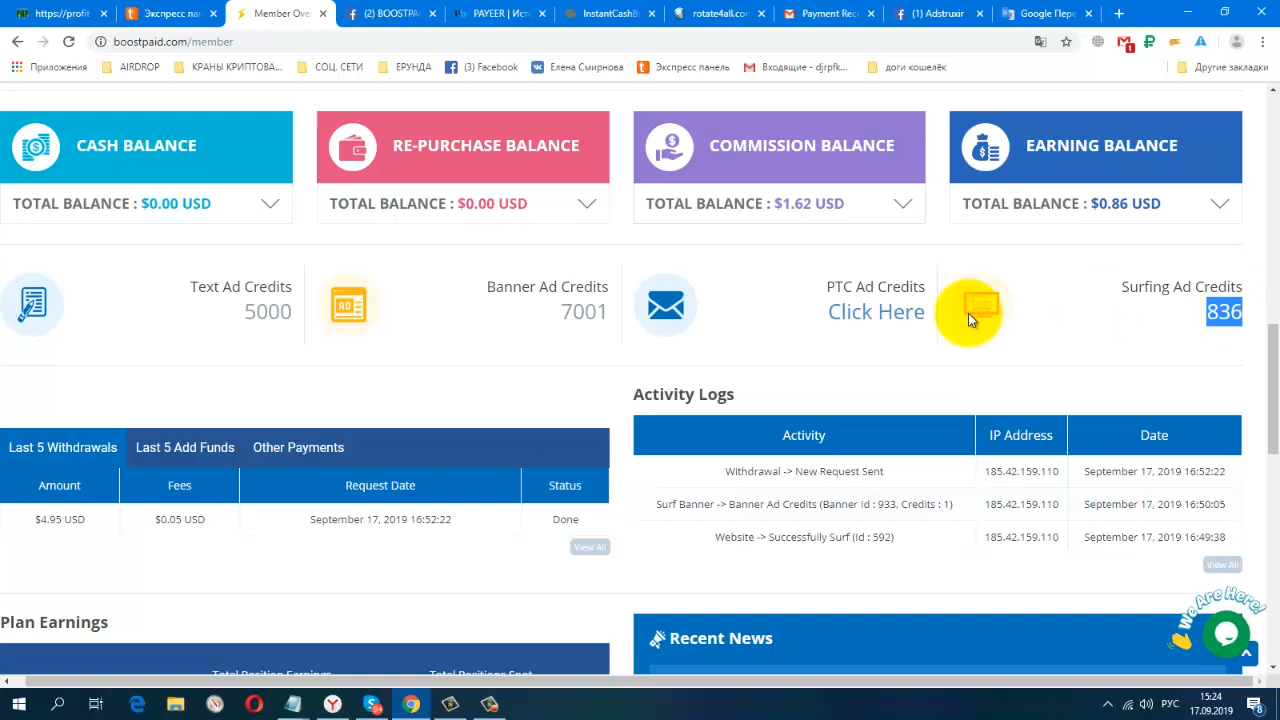 https://profit
Экспресс пан
Member Ove
(2) BOOSTPA
PAYEER | Ист
InstantCashB
rotate4all.co
Payment Rec
(1) Adstruxir
Google Пере
boostpaid.com/member
Приложения
AIRDROP
КРАНЫ КРИПТОВА...
СОЦ. СЕТИ
ЕРУНДА
(3) Facebook
Елена Смирнова
Экспресс панель
Входящие - djrpfk...
доги кошелёк
Другие закладки
CASH BALANCE
RE-PURCHASE BALANCE
COMMISSION BALANCE
EARNING BALANCE
TOTAL BALANCE : $0.00 USD
TOTAL BALANCE : $0.00 USD
TOTAL BALANCE : $1.62 USD
TOTAL BALANCE : $0.86 USD
Text Ad Credits
5000
AD
Banner Ad Credits
7001
PTC Ad Credits
Click Here
Surfing Ad Credits
836
Last 5 Withdrawals
Last 5 Add Funds
Other Payments
Amount
Fees
Request Date
Status
$4.95 USD
$0.05 USD
September 17, 2019 16:52:22
Done
View All
Activity Logs
Activity
IP Address
Date
Withdrawal -> New Request Sent
185.42.159.110
September 17, 2019 16:52:22
Surf Banner -> Banner Ad Credits (Banner Id : 933, Credits : 1)
185.42.159.110
September 17, 2019 16:50:05
Website -> Successfully Surf (Id : 592)
185.42.159.110
September 17, 2019 16:49:38
View All
Plan Earnings
Total Position Earnings
Total Positions Spot
Recent News
We Are Here!
РУС
15:24
17.09.2019